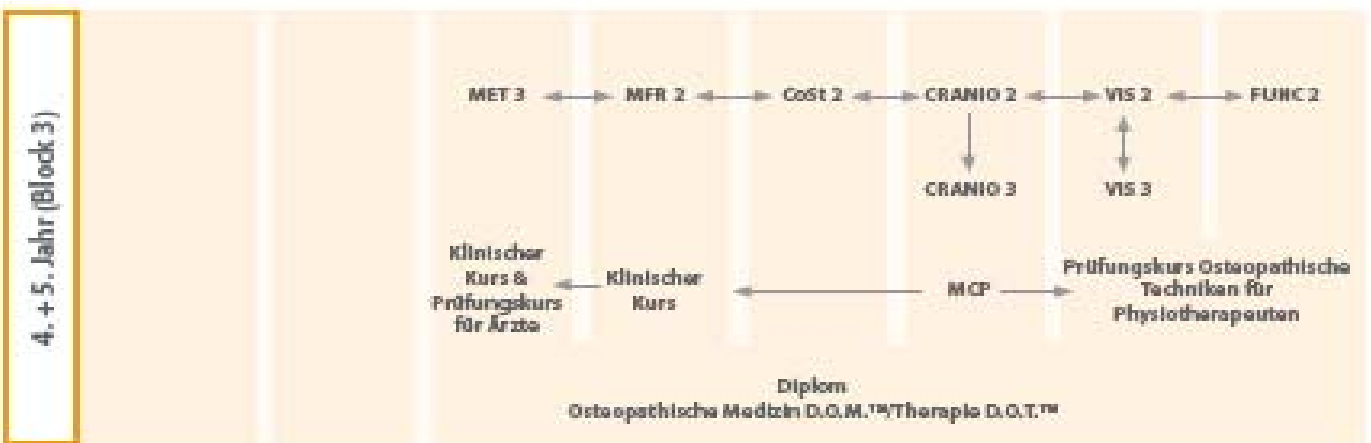 4. + 5. Jahr (Block 3)
MET 3 MFR 2 CoSt 2 CRANIO 2 VIS 2 FUNC 2
CRANIO 3 VIS 3
Klinischer
Kurs &
Prüfungskurs
für Ärzte
Klinischer
Kurs
MCP
Prüfungskurs Osteopathische
Techniken für
Physiotherapeuten
Diplom
Osteopathische Medizin D.O.M.™/Therapie D.O.T.™